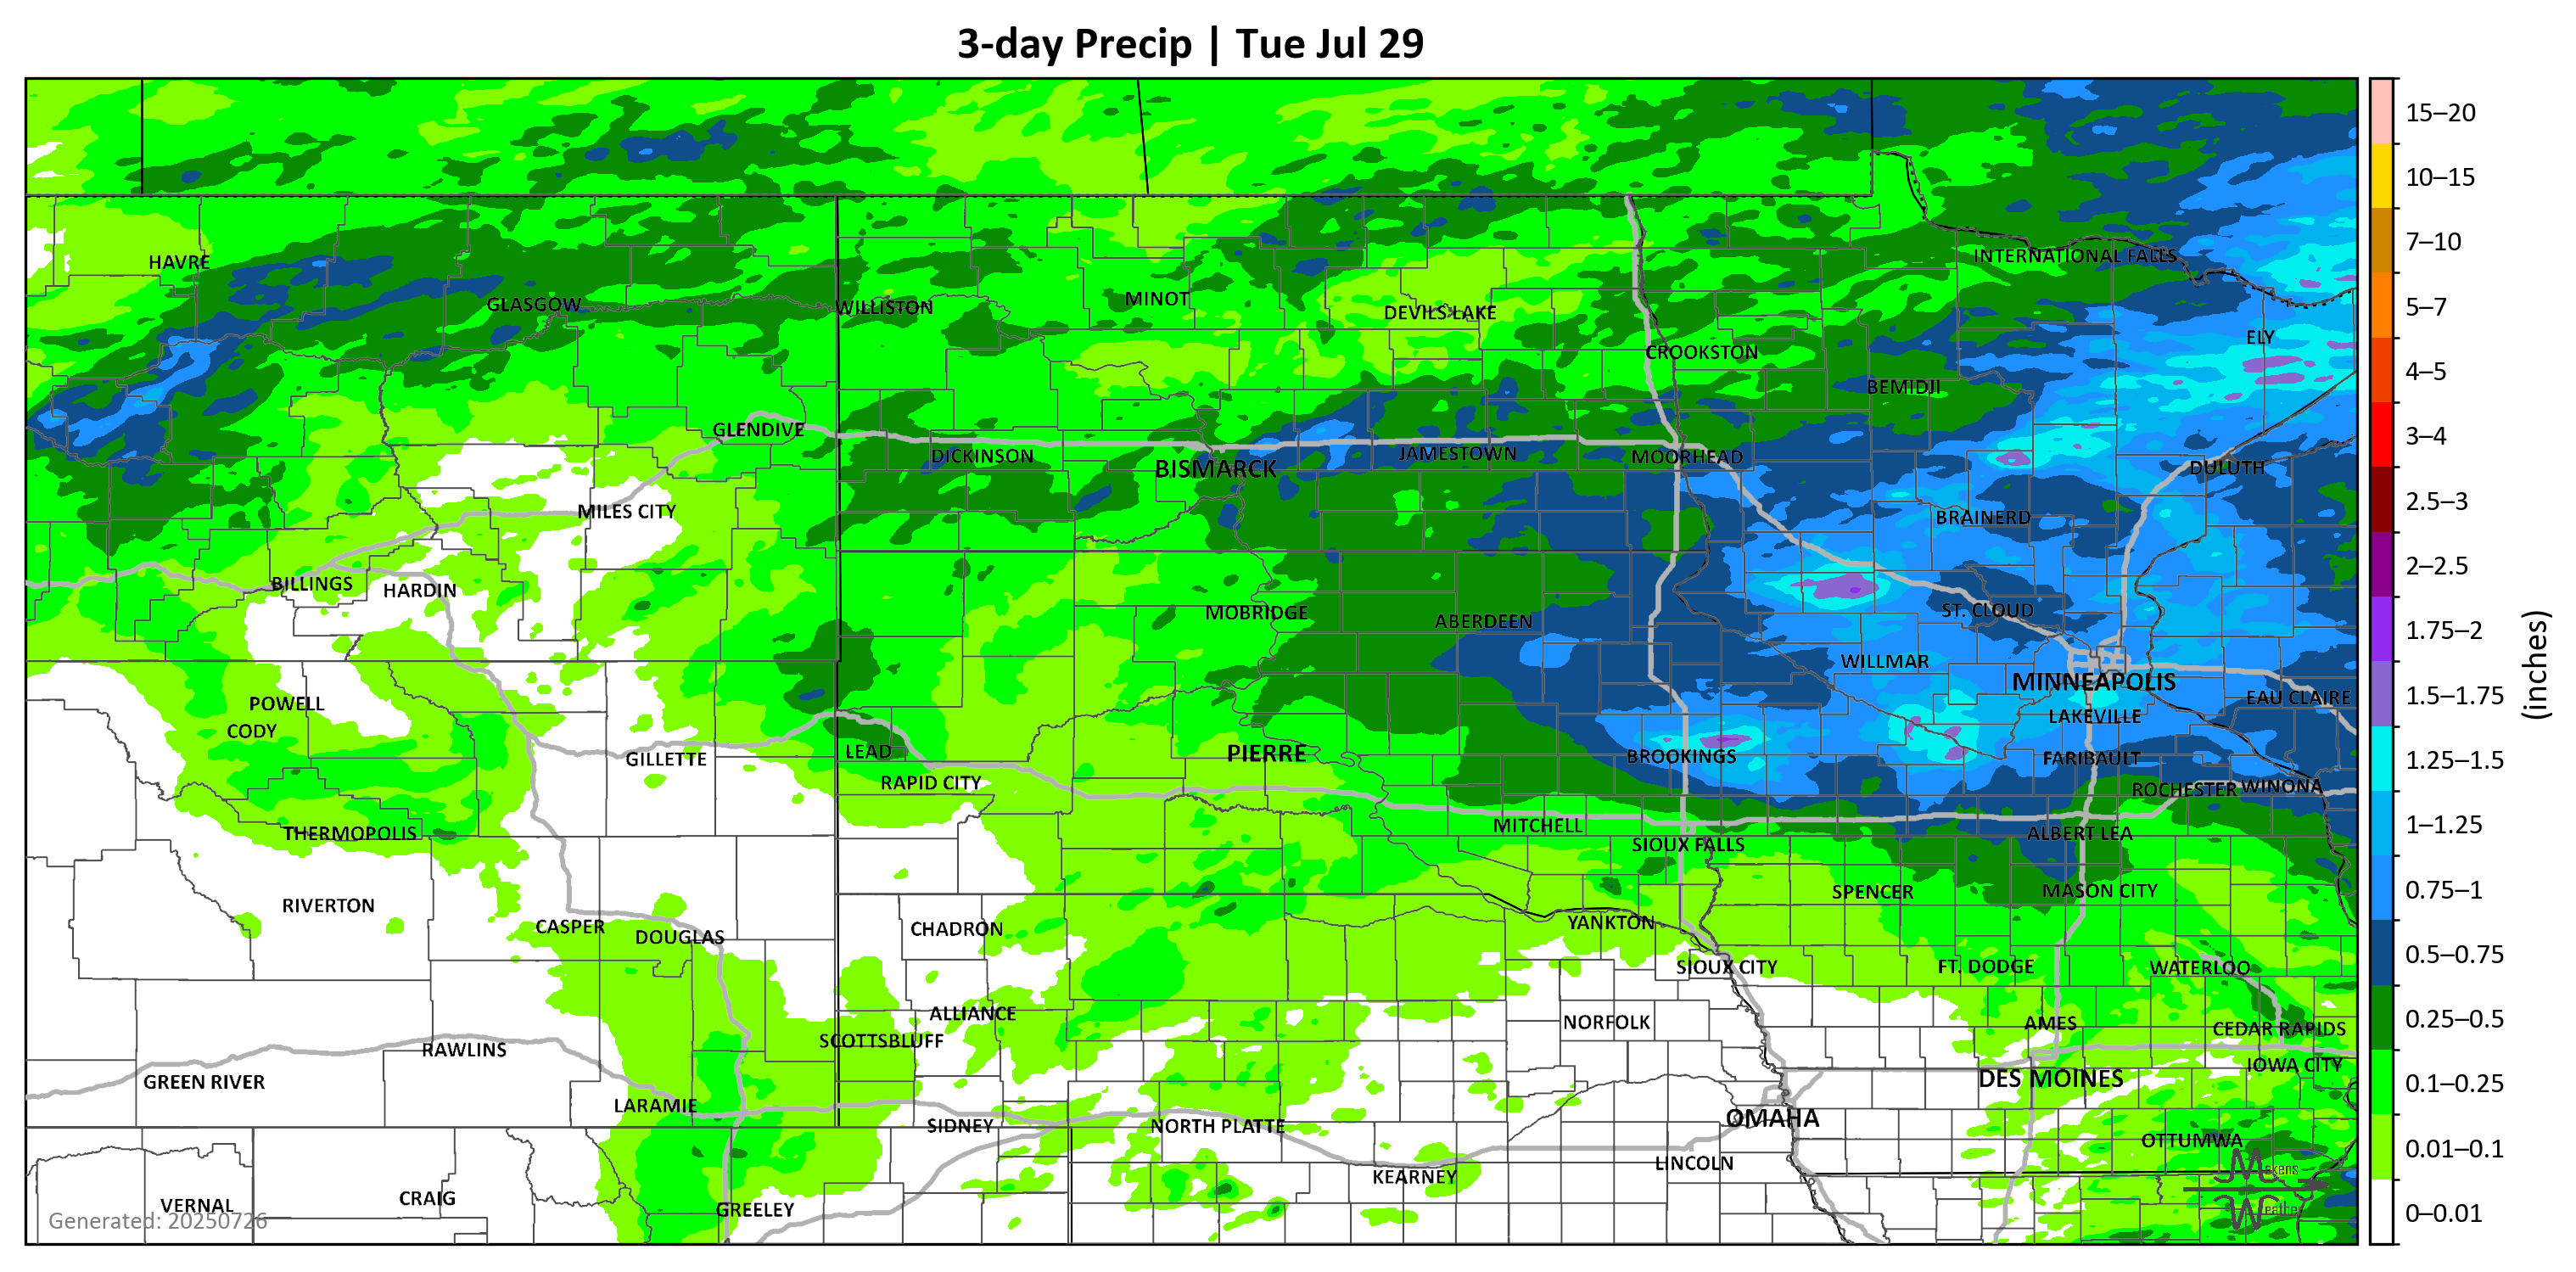 3-day Precip | Tue Jul 29
HAVRE
INTERNATIONAL FALLS
GLASGOW
WILLISTON
MINOT
DEVILS LAKE
ELY
CROOKSTON
BEMIDJI
GLENDIVE
DICKINSON
BISMARCK
JAMESTOWN
MOORHEAD
DULUTH
MILES CITY
BRAINERD
BILLINGS
HARDIN
MOBRIDGE
ABERDEEN
ST. CLOUD
WILLMAR
MINNEAPOLIS
POWELL
EAU CLAIRE
CODY
LAKEVILLE
GILLETTE
LEAD
PIERRE
BROOKINGS
FARIBAULT
RAPID CITY
ROCHESTER
WINONA
THERMOPOLIS
MITCHELL
ALBERT LEA
SIOUX FALLS
SPENCER
MASON CITY
RIVERTON
CASPER
DOUGLAS
CHADRON
YANKTON
SIOUX CITY
FT. DODGE
WATERLOO
ALLIANCE
NORFOLK
AMES
CEDAR RAPIDS
SCOTTSBLUFF
RAWLINS
IOWA CITY
GREEN RIVER
DES MOINES
LARAMIE
SIDNEY
NORTH PLATTE
OMAHA
OTTUMWA
LINCOLN
KEARNEY
VERNAL
CRAIG
GREELEY
Generated: 20250726
Makens
Weather
15–20
10–15
7–10
5–7
4–5
3–4
2.5–3
2–2.5
1.75–2
1.5–1.75
1.25–1.5
1–1.25
0.75–1
0.5–0.75
0.25–0.5
0.1–0.25
0.01–0.1
0–0.01
(inches)